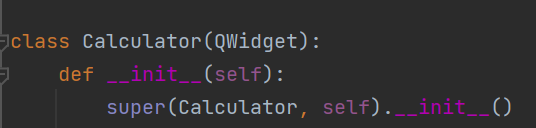 class Calculator(QWidget):
    def __init__(self):
        super(Calculator, self).__init__()